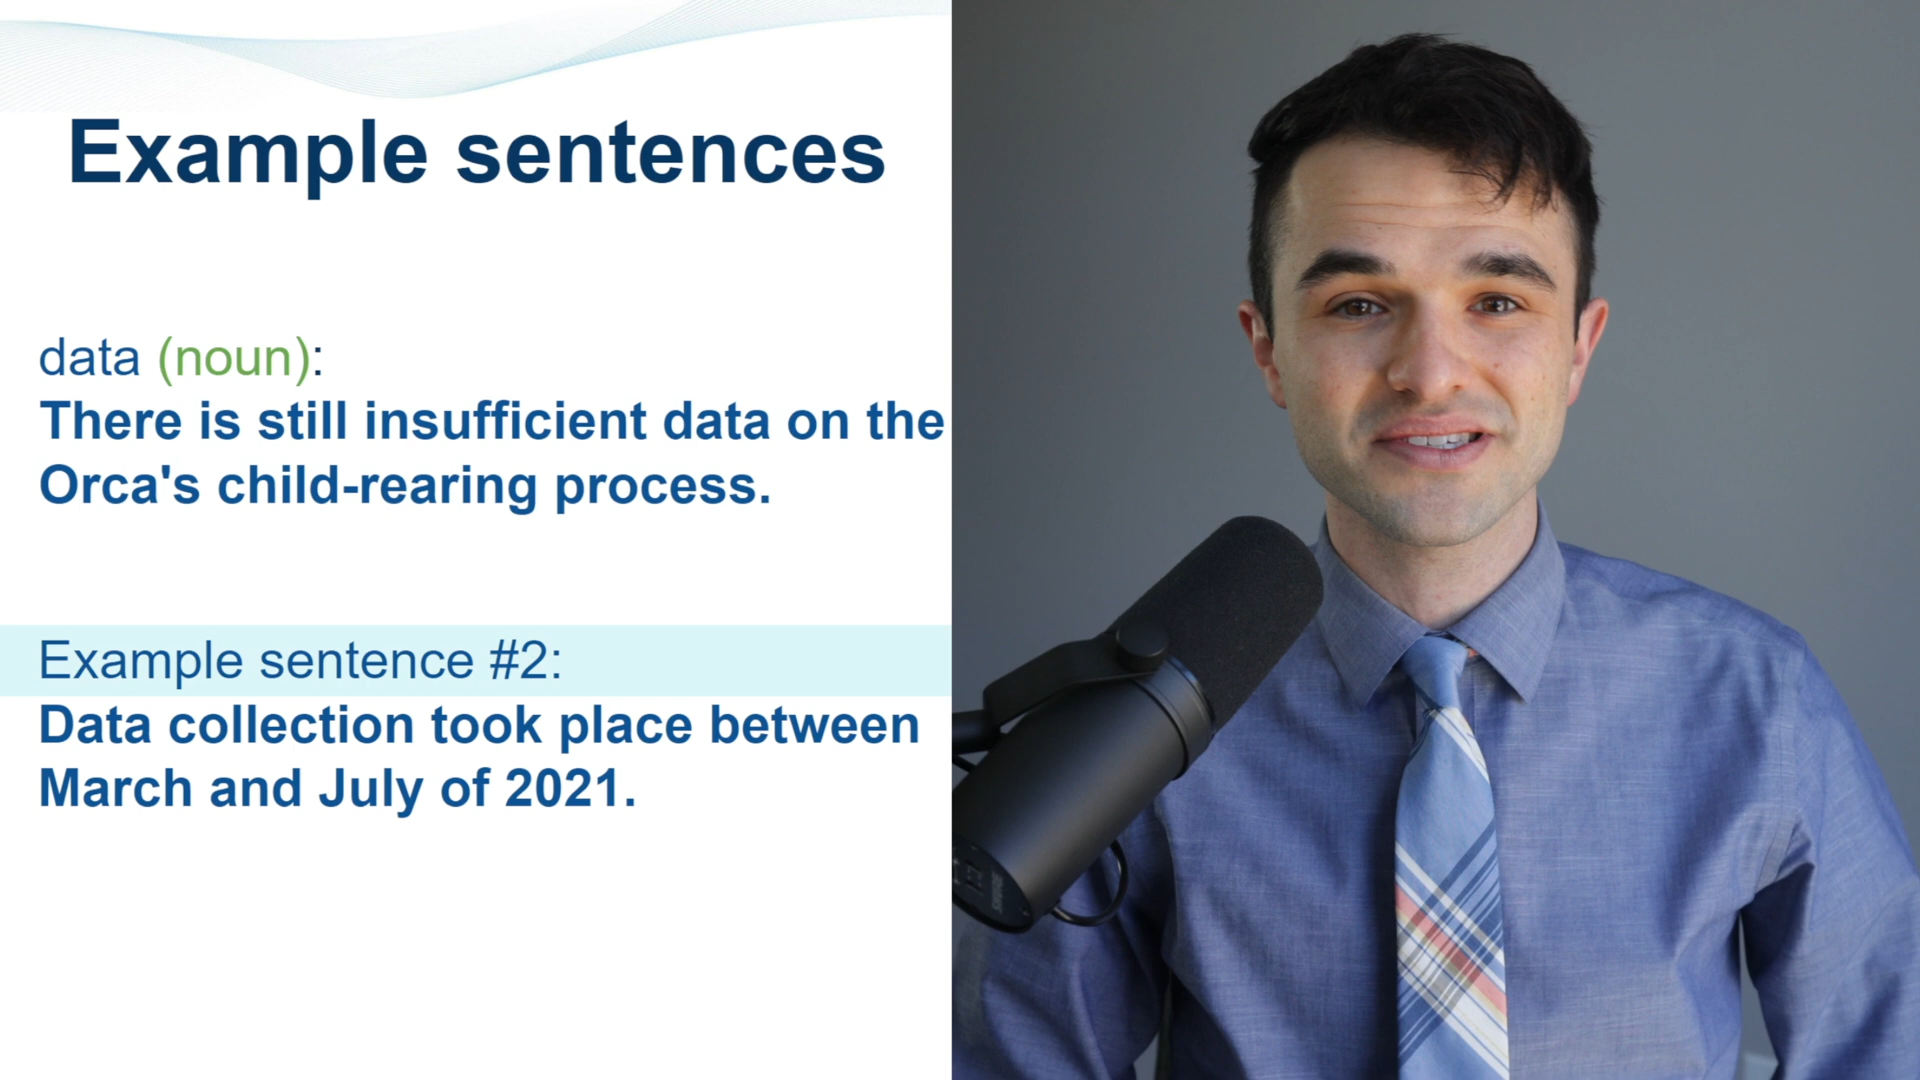 Example sentences
data (noun):
There is still insufficient data on the
Orca's child-rearing process.
Example sentence #2:
Data collection took place between
March and July of 2021.